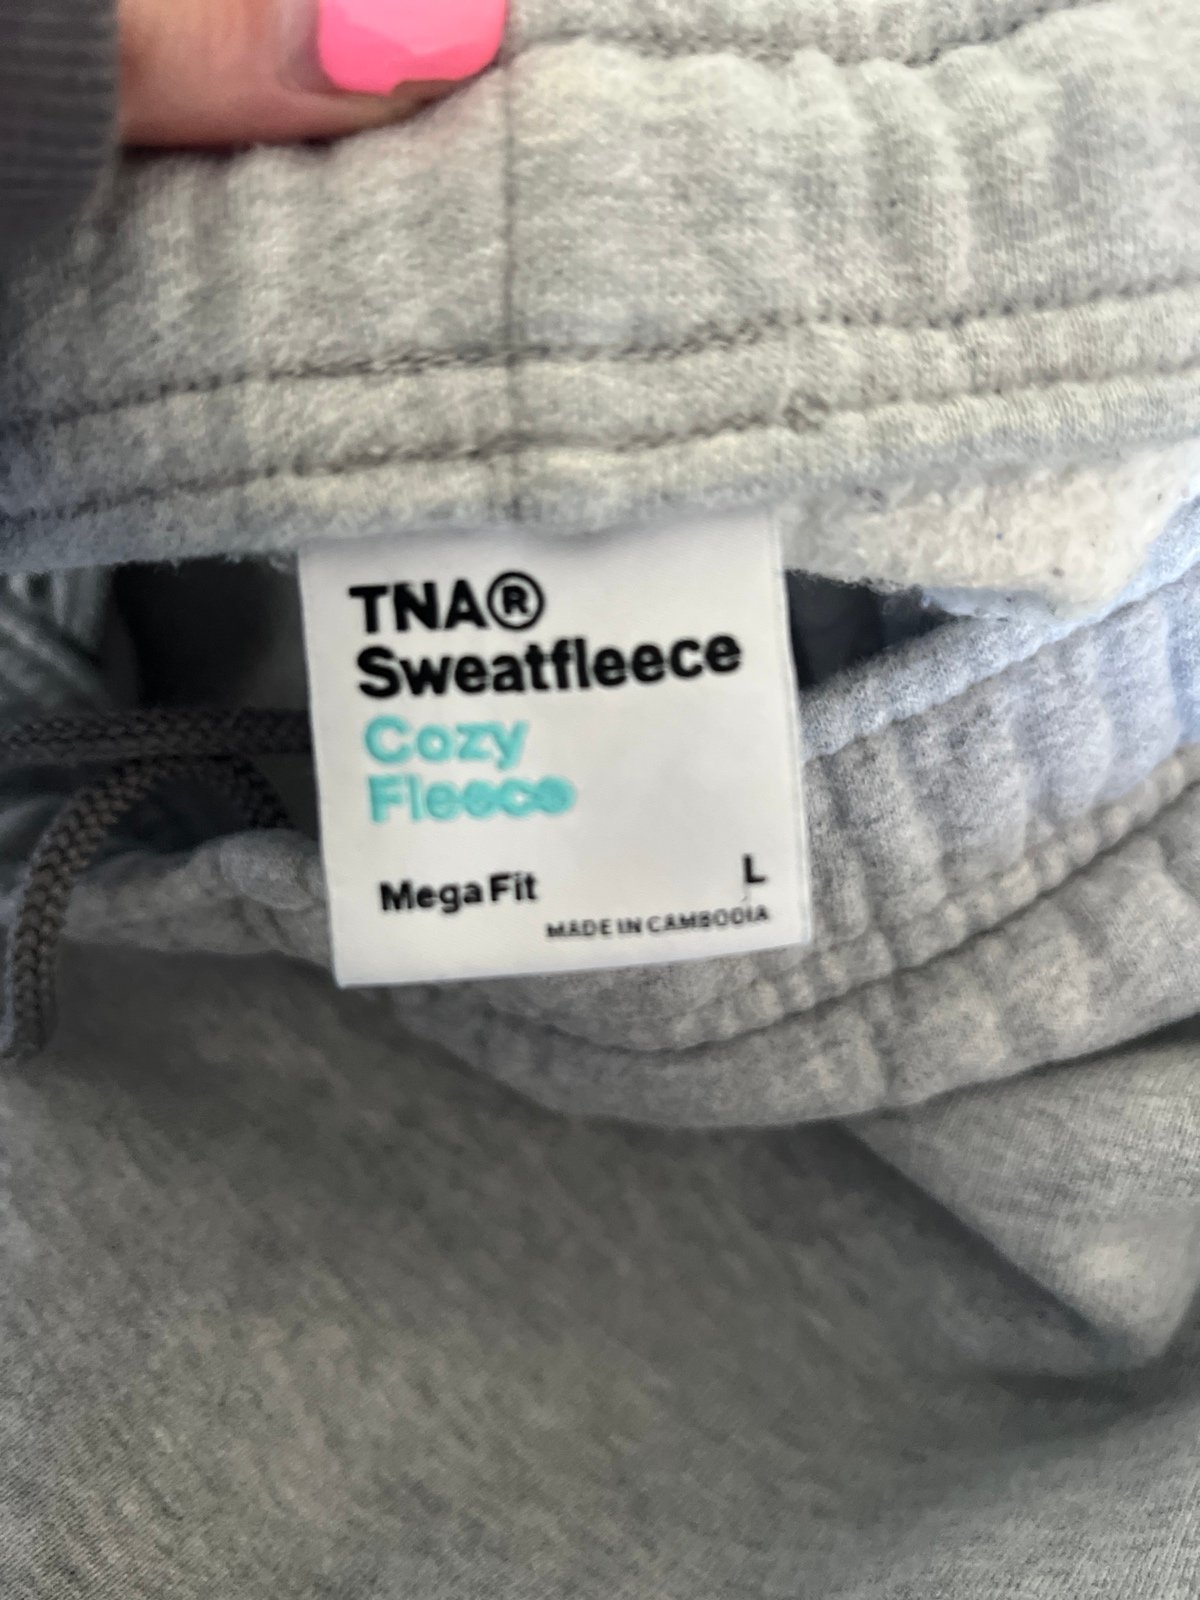 TNA®
Sweatfleece
Cozy
Fleece
Mega Fit L
MADE IN CAMBODIA